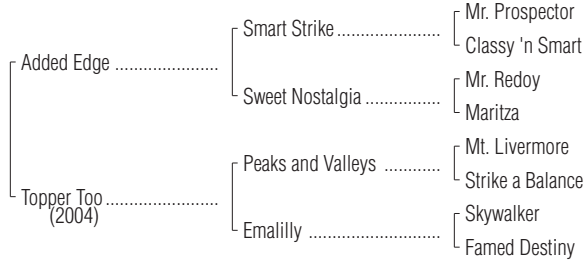 Mr. Prospector
Smart Strike ..................
Classy 'n Smart
Added Edge ..................
Mr. Redoy
Sweet Nostalgia .............
Maritza
Mt. Livermore
Peaks and Valleys ..........
Strike a Balance
Topper Too ...................
(2004)
Skywalker
Emalilly .......................
Famed Destiny